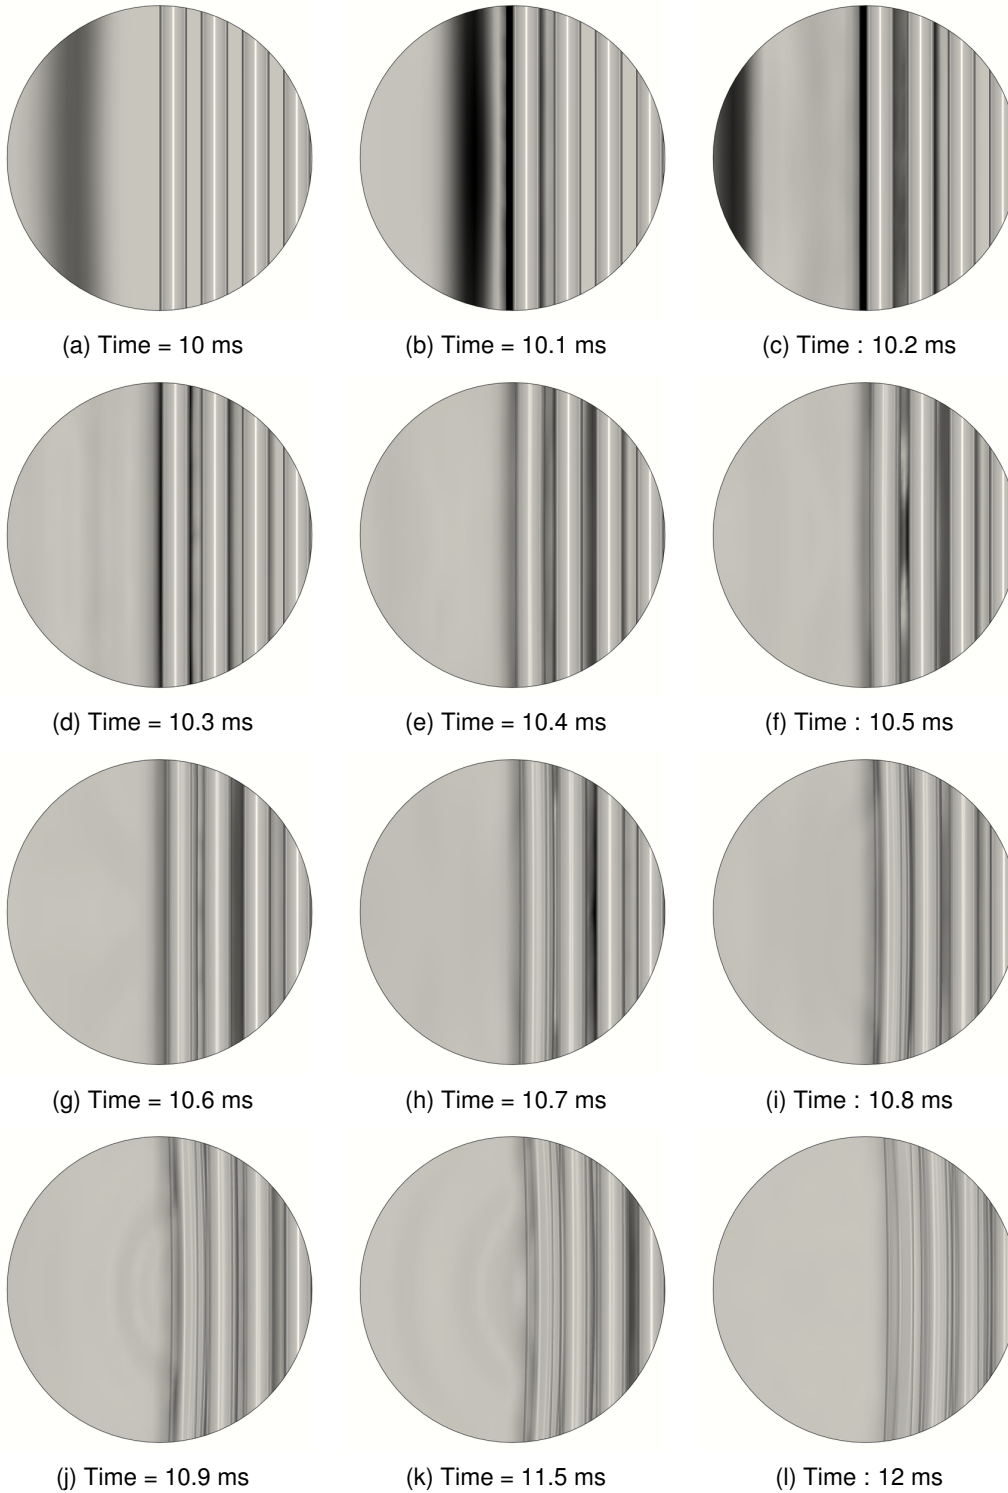 (a) Time = 10 ms (b) Time = 10.1 ms (c) Time : 10.2 ms
(d) Time = 10.3 ms (e) Time = 10.4 ms (f) Time : 10.5 ms
(g) Time = 10.6 ms (h) Time = 10.7 ms (i) Time : 10.8 ms
(j) Time = 10.9 ms (k) Time = 11.5 ms (l) Time : 12 ms